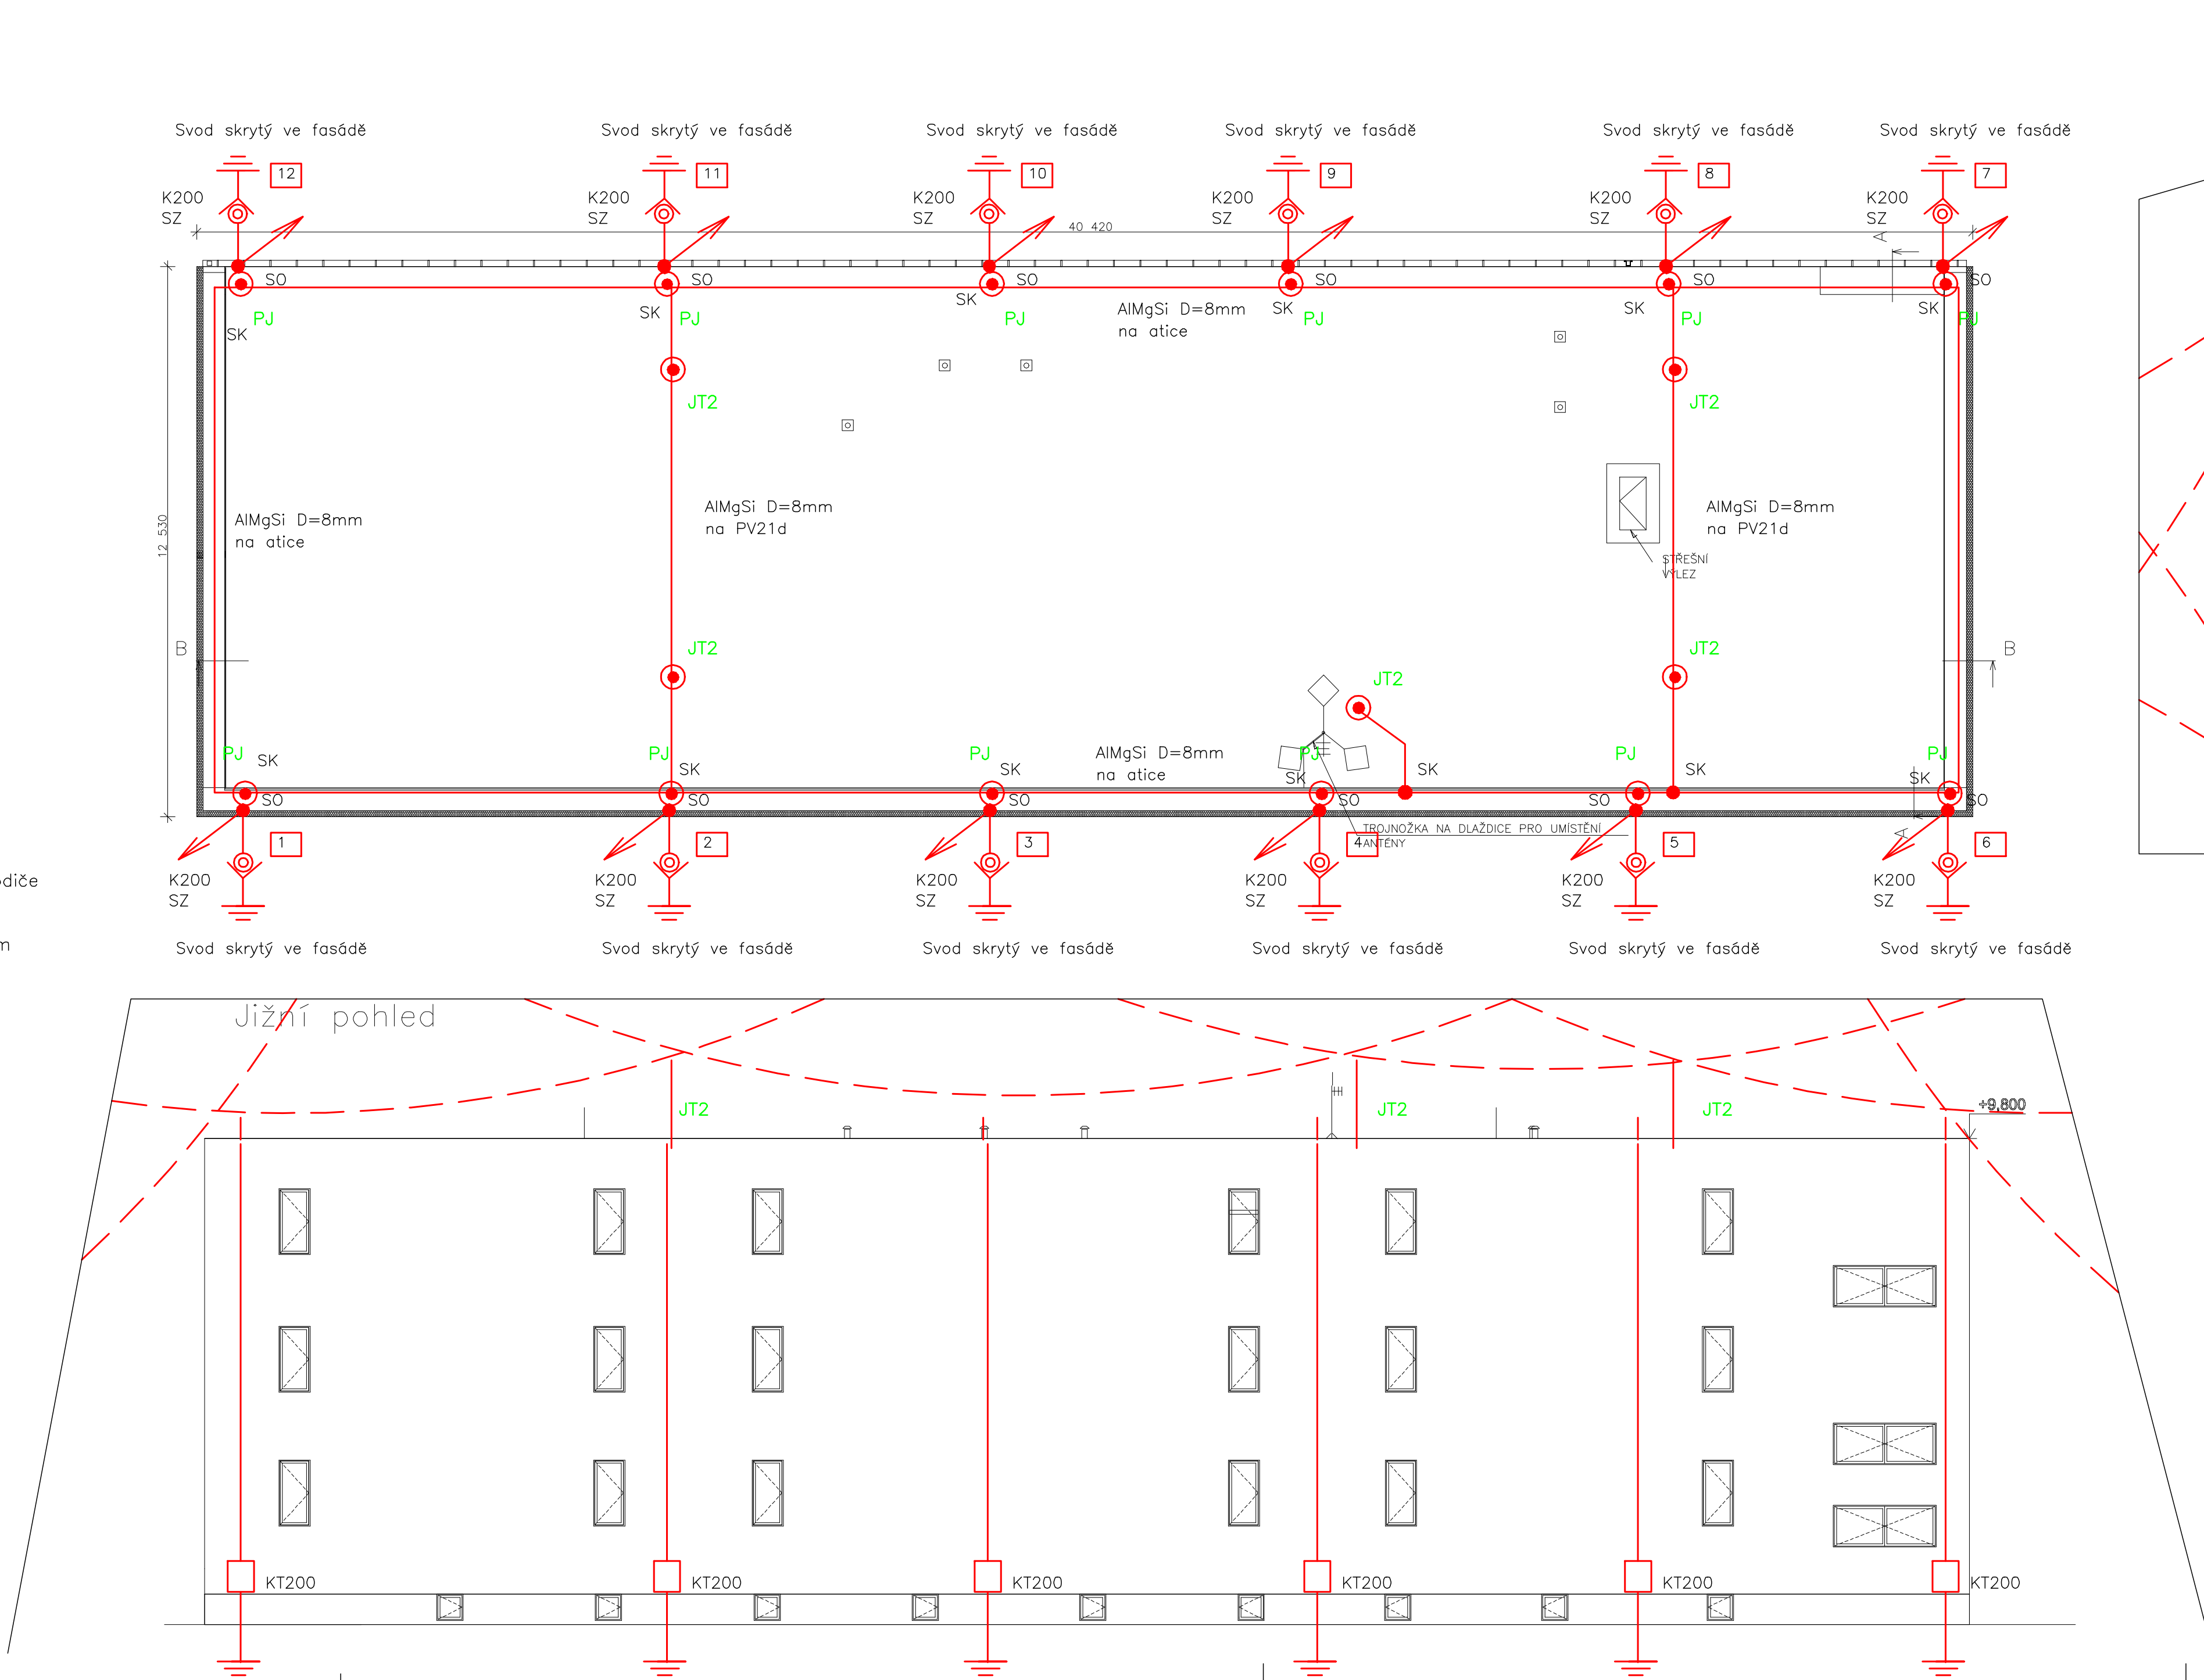 Svod skrytý ve fasádě
Svod skrytý ve fasádě
Svod skrytý ve fasádě
Svod skrytý ve fasádě
Svod skrytý ve fasádě
Svod skrytý ve fasádě
12
11
10
9
8
7
K200
SZ
K200
SZ
K200
SZ
K200
SZ
K200
SZ
K200
SZ
40 420
A
SO
SO
SO
SO
SO
SO
SK
PJ
SK
PJ
SK
PJ
AlMgSi D=8mm
na atice
SK
PJ
SK
PJ
SK
PJ
JT2
JT2
12 530
AlMgSi D=8mm
na atice
AlMgSi D=8mm
na PV21d
AlMgSi D=8mm
na PV21d
STŘEŠNÍ
VÝLEZ
B
JT2
JT2
JT2
B
PJ
SK
PJ
SK
PJ
SK
AlMgSi D=8mm
na atice
PJ
SK
SK
PJ
SK
PJ
SK
SO
SO
SO
SO
SO
SO
TROJNOŽKA NA DLAŽDICE PRO UMÍSTĚNÍ
ANTÉNY
A
1
2
3
4
5
6
odiče
K200
SZ
K200
SZ
K200
SZ
K200
SZ
K200
SZ
K200
SZ
m
Svod skrytý ve fasádě
Svod skrytý ve fasádě
Svod skrytý ve fasádě
Svod skrytý ve fasádě
Svod skrytý ve fasádě
Svod skrytý ve fasádě
Jižní pohled
JT2
JT2
JT2
+9,800
KT200
KT200
KT200
KT200
KT200
KT200